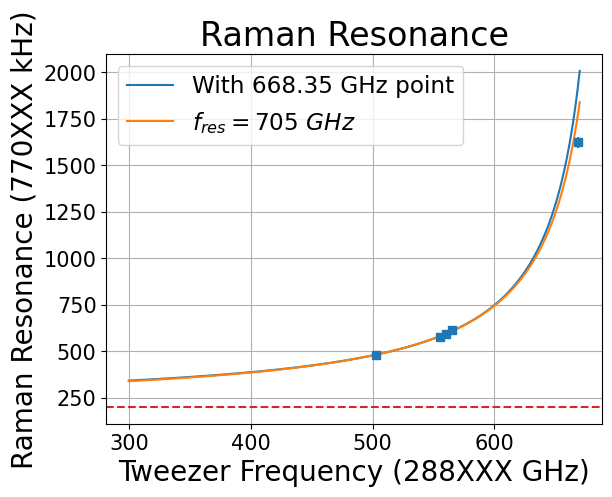 Raman Resonance
With 668.35 GHz point
f_res = 705 GHz
Raman Resonance (770XXX kHz)
2000
1750
1500
1250
1000
750
500
250
300 400 500 600
Tweezer Frequency (288XXX GHz)